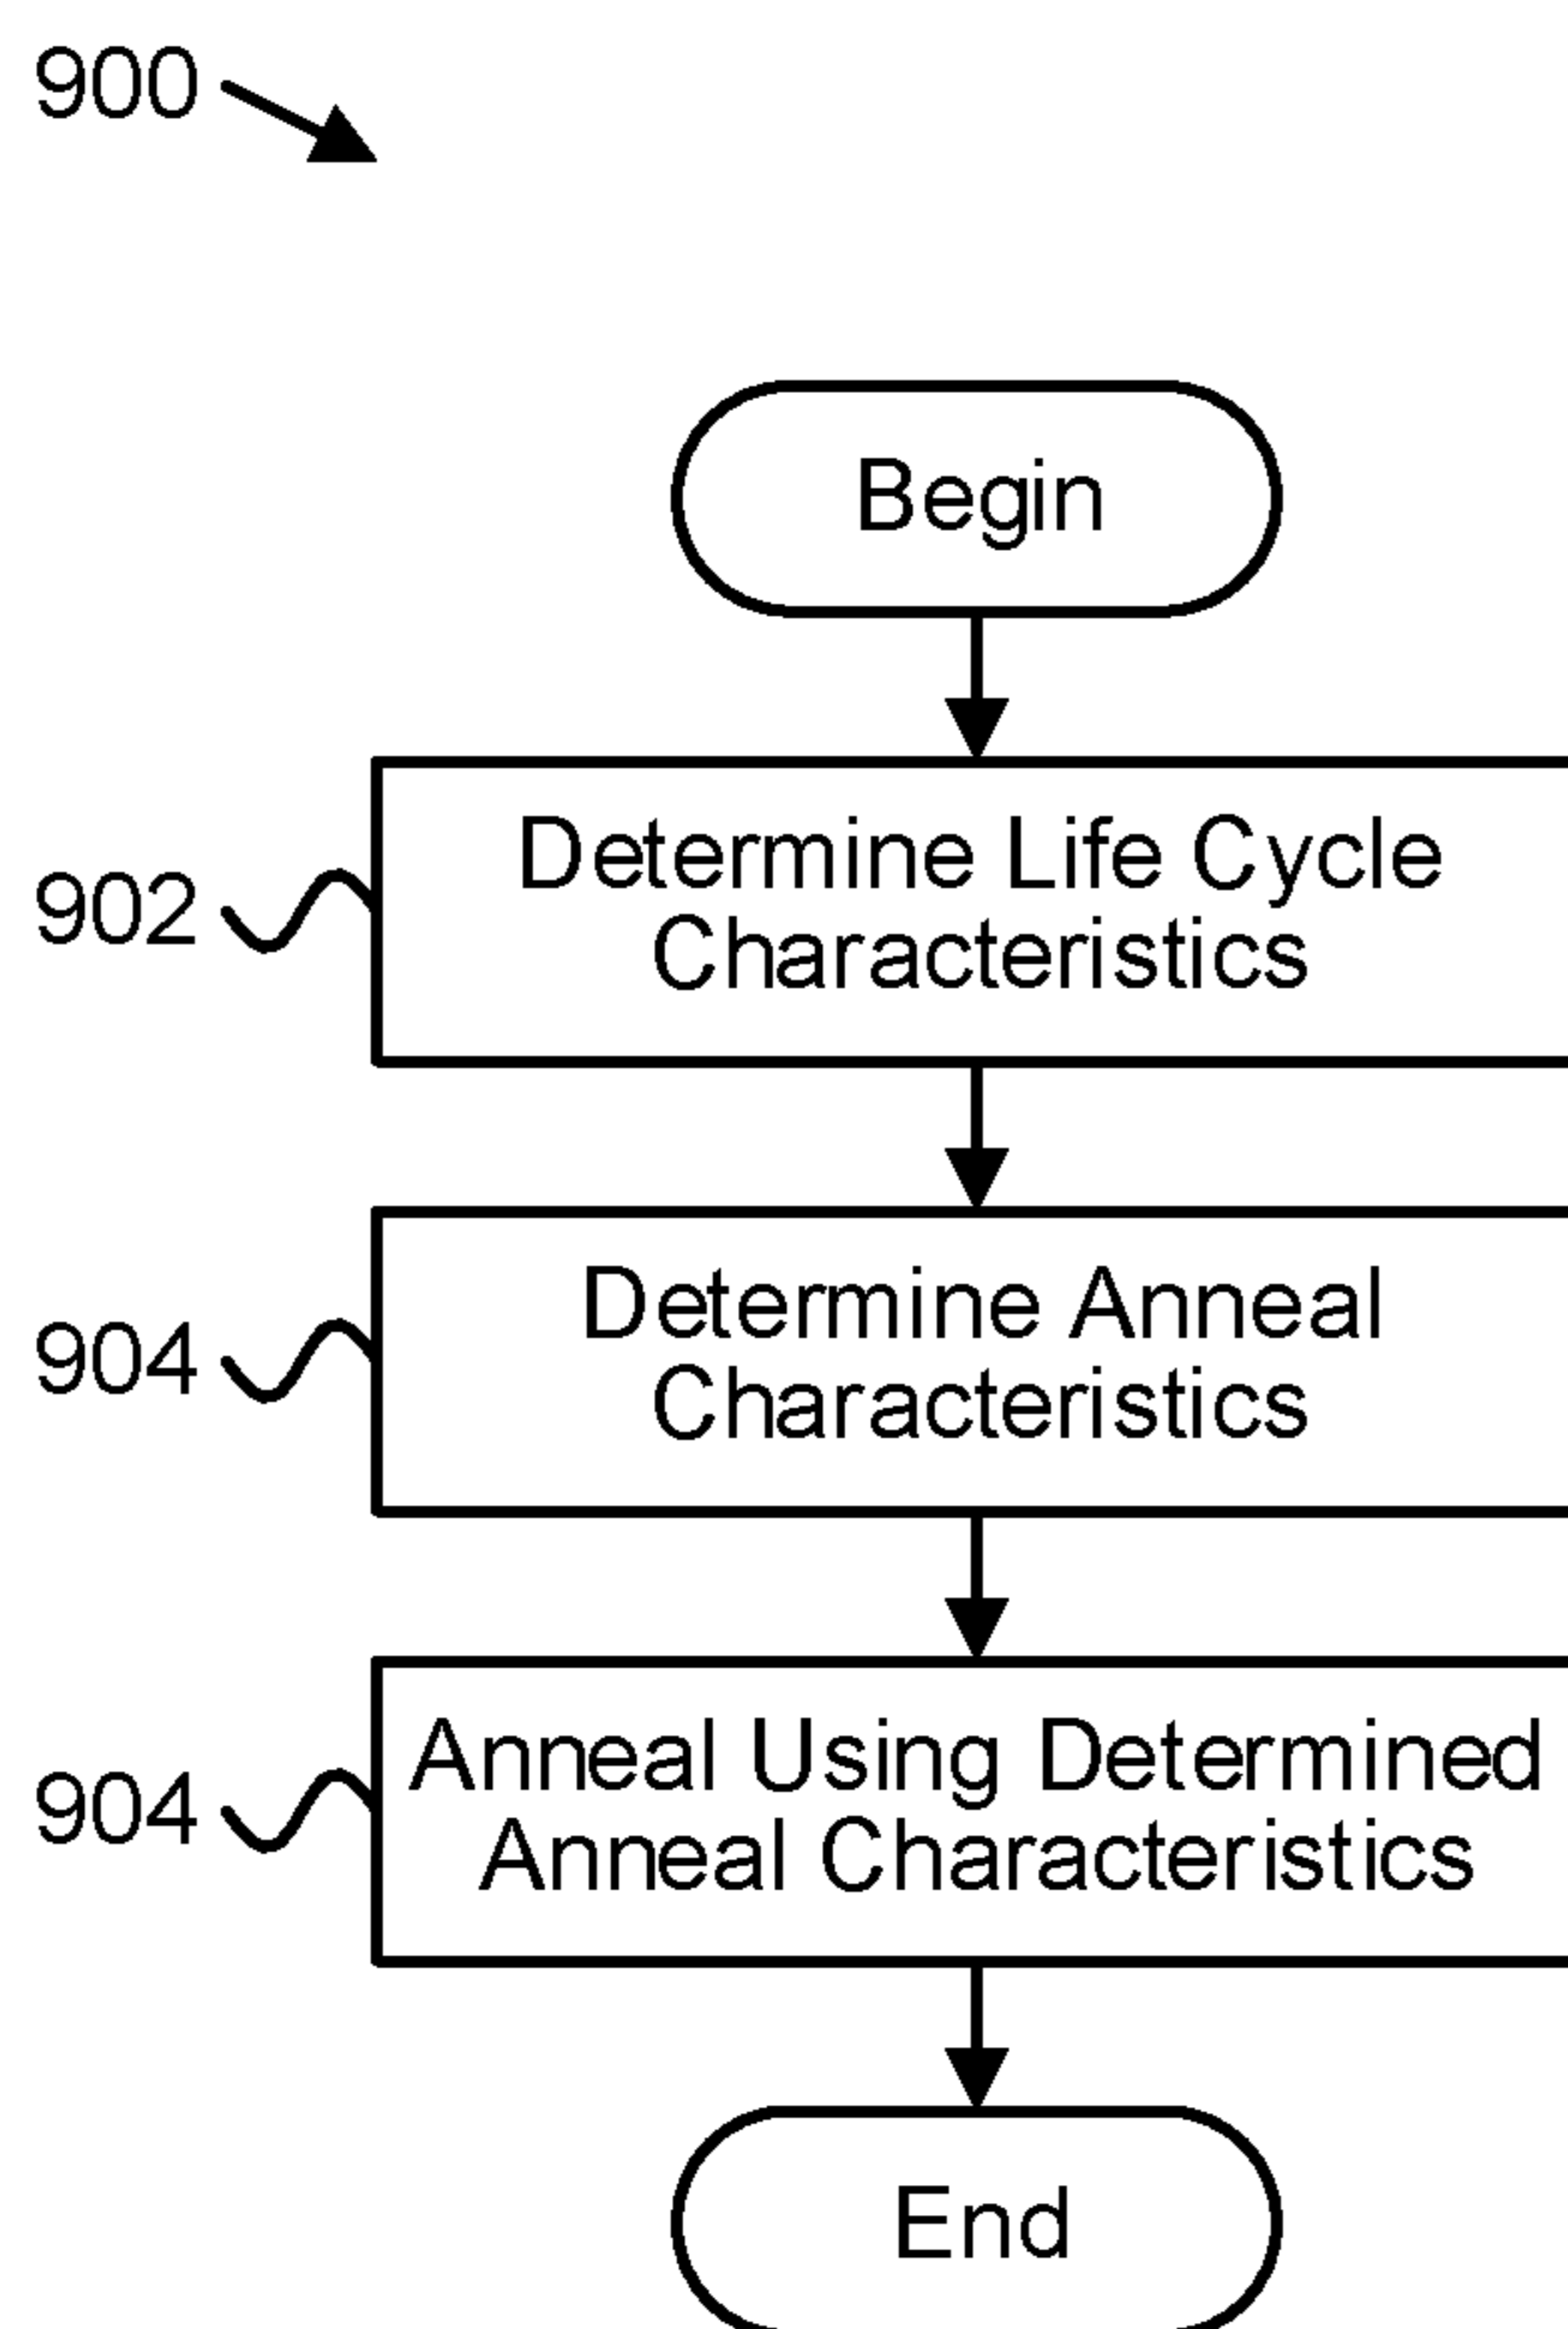 900
Begin
902
Determine Life Cycle
Characteristics
904
Determine Anneal
Characteristics
904
Anneal Using Determined
Anneal Characteristics
End